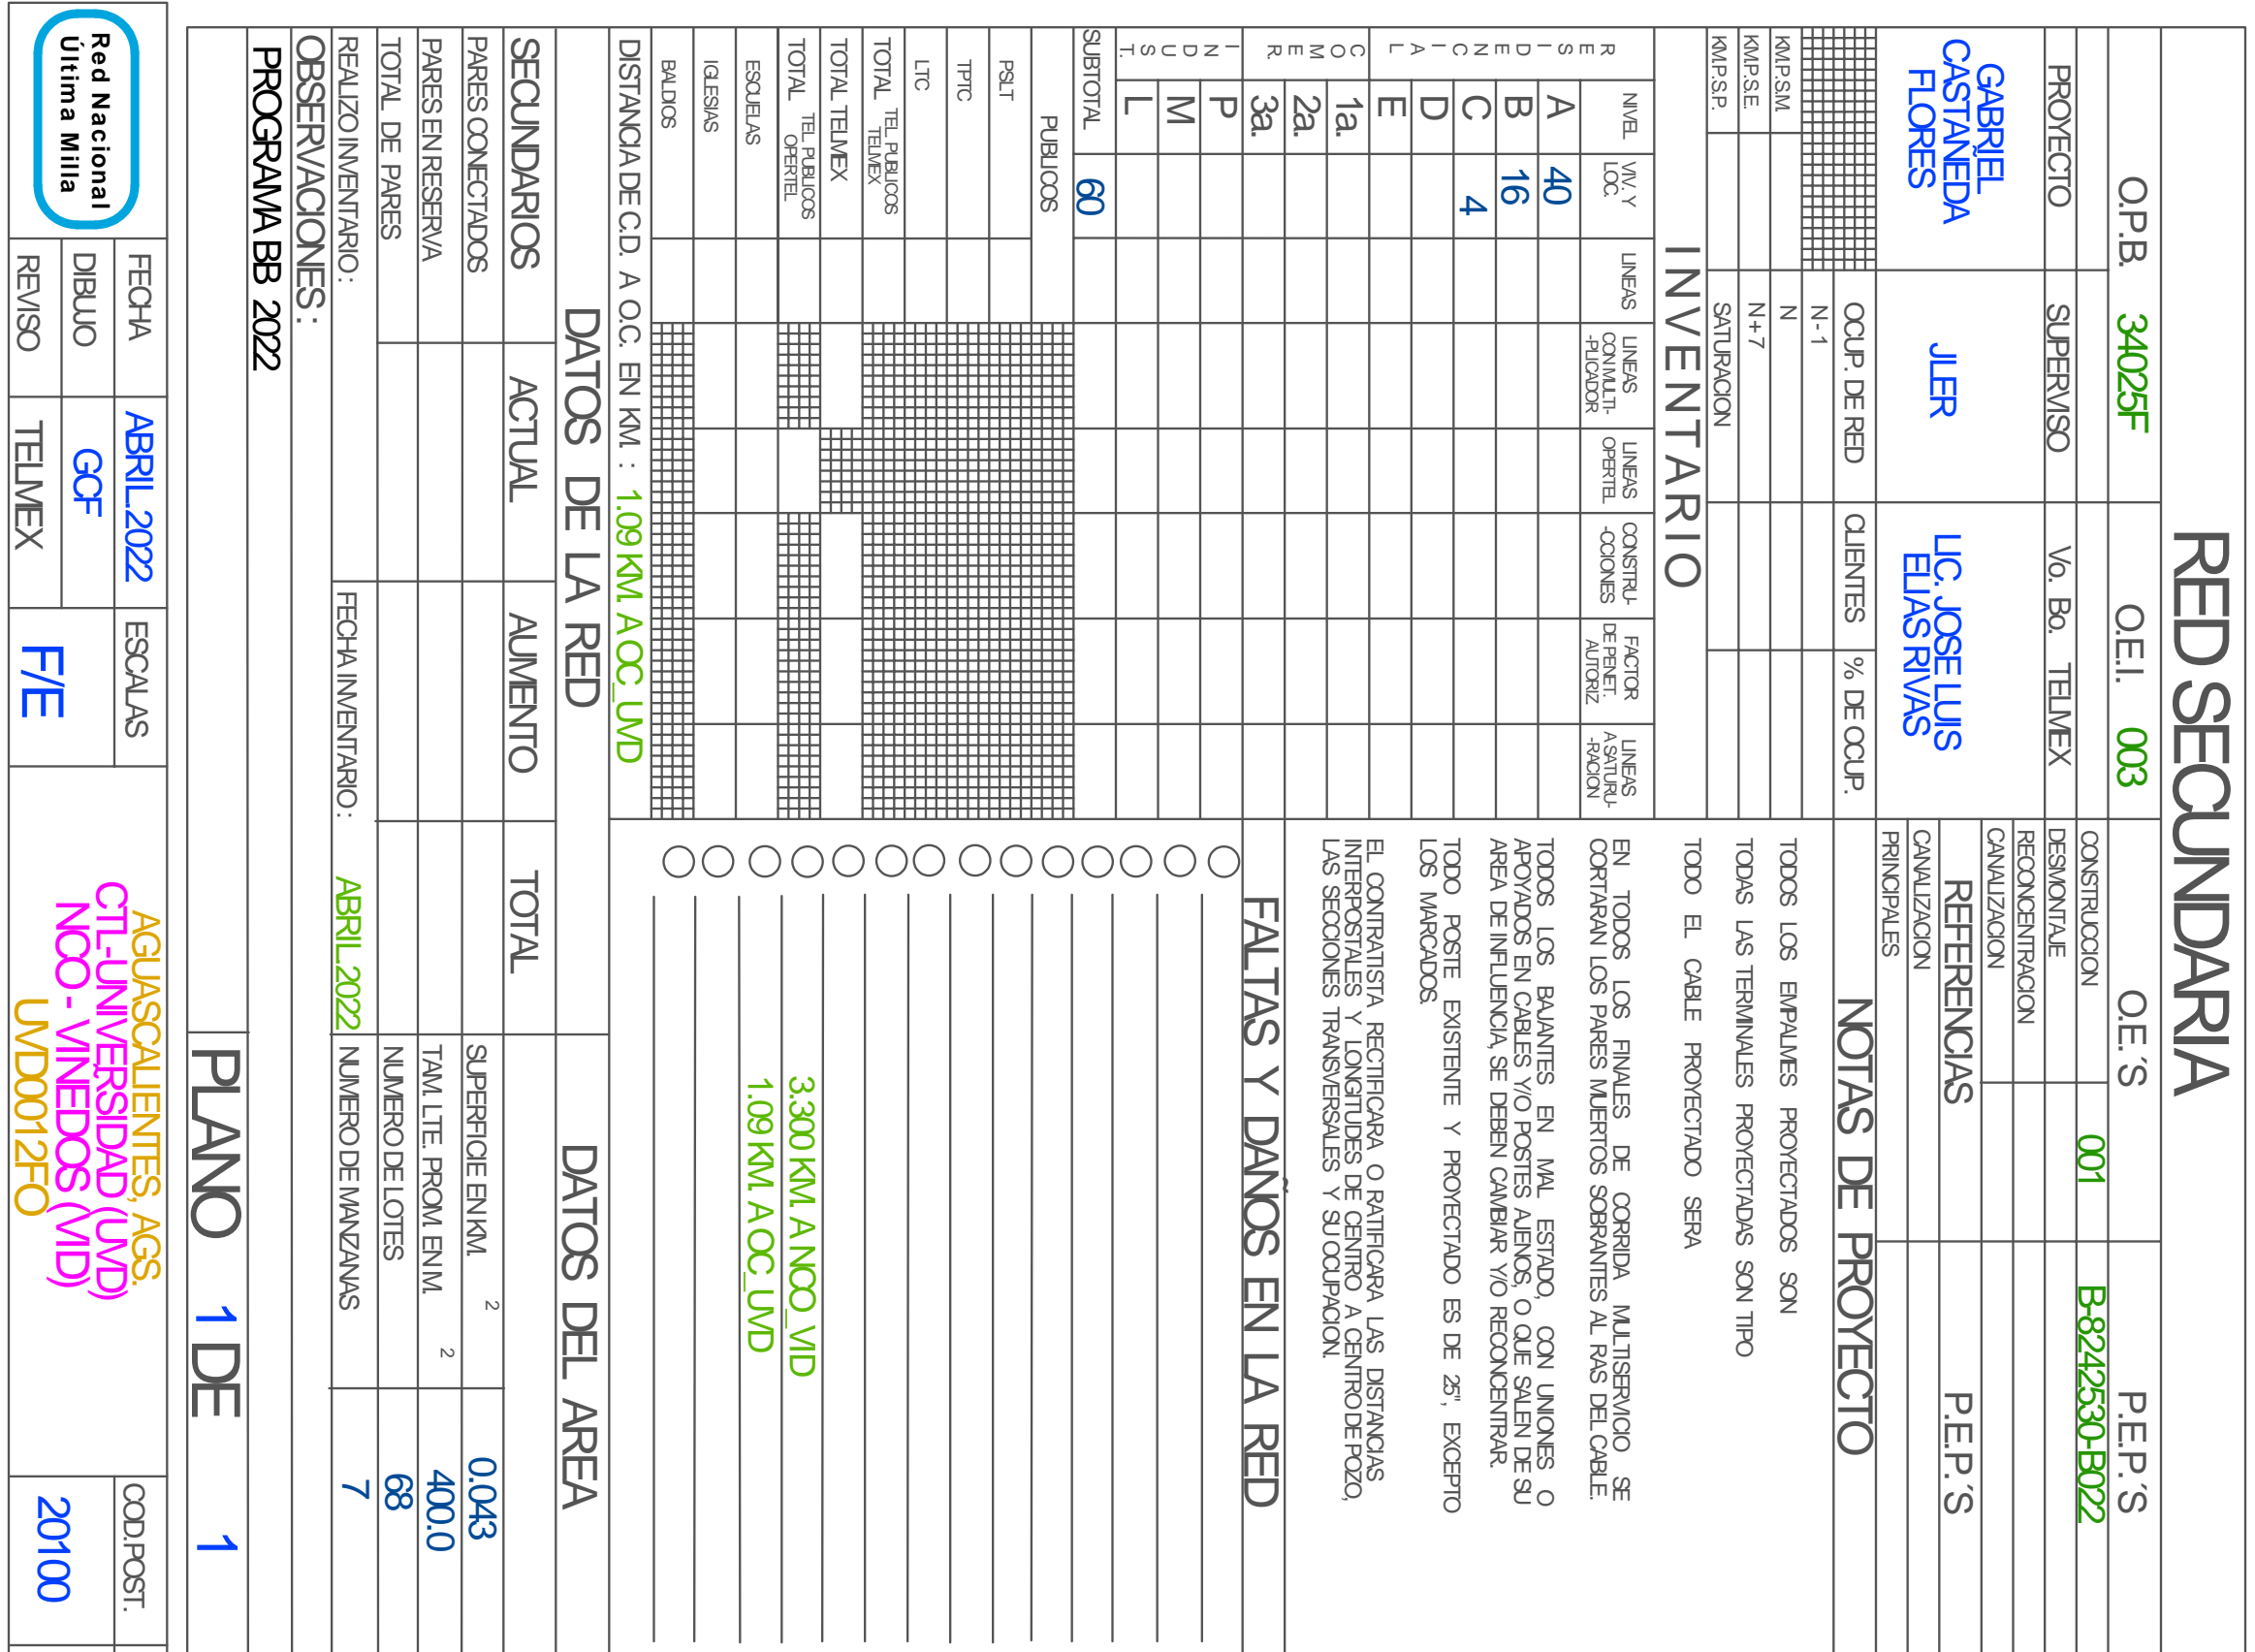 RED SECUNDARIA
O.P.B. 34025F O.E.I. 003 O.E.´S P.E.P.´S
CONSTRUCCION 001 B-8242530-B022
PROYECTO SUPERVISO Vo. Bo. TELMEX DESMONTAJE
RECONCENTRACION
CANALIZACION
GABRIEL
CASTAÑEDA
FLORES
JLER
LIC. JOSE LUIS
ELIAS RIVAS
REFERENCIAS P.E.P.´S
CANALIZACION
PRINCIPALES
OCUP. DE RED CLIENTES % DE OCUP.
N - 1
KM.P.S.M. N
KM.P.S.E. N + 7
KM.P.S.P. SATURACION
NOTAS DE PROYECTO
TODOS LOS EMPALMES PROYECTADOS SON
TODAS LAS TERMINALES PROYECTADAS SON TIPO
TODO EL CABLE PROYECTADO SERA
EN TODOS LOS FINALES DE CORRIDA MULTISERVICIO SE
CORTARAN LOS PARES MUERTOS SOBRANTES AL RAS DEL CABLE.
TODOS LOS BAJANTES EN MAL ESTADO, CON UNIONES O
APOYADOS EN CABLES Y/O POSTES AJENOS, O QUE SALEN DE SU
AREA DE INFLUENCIA, SE DEBEN CAMBIAR Y/O RECONCENTRAR.
TODO POSTE EXISTENTE Y PROYECTADO ES DE 25", EXCEPTO
LOS MARCADOS.
EL CONTRATISTA RECTIFICARA O RATIFICARA LAS DISTANCIAS
INTERPOSTALES Y LONGITUDES DE CENTRO A CENTRO DE POZO,
LAS SECCIONES TRANSVERSALES Y SU OCUPACION.
INVENTARIO
NIVEL
VIV. Y
LOC.
LINEAS
LINEAS
CON MULTI-
-PLICADOR
LINEAS
OPERTEL
CONSTRU-
-CCIONES
FACTOR
DE PENET.
AUTORIZ
LINEAS
A SATURU-
-RACION
RESIDENCIAL
A 40
B 16
C 4
D
E
COMER.
1a.
2a.
3a.
INDUST.
P
M
L
SUBTOTAL 60
PUBLICOS
PSLT
TPTC
LTC
TOTAL TEL. PUBLICOS
TELMEX
TOTAL TELMEX
TOTAL TEL. PUBLICOS
OPERTEL
ESCUELAS
IGLESIAS
BALDIOS
DISTANCIA DE C.D. A O.C. EN KM. : 1.09 KM. A OC_UVD
FALTAS Y DAÑOS EN LA RED
3.300 KM. A NCO_VID
1.09 KM. A OC_UVD
DATOS DE LA RED
SECUNDARIOS ACTUAL AUMENTO TOTAL
PARES CONECTADOS
PARES EN RESERVA
TOTAL DE PARES
REALIZO INVENTARIO : FECHA INVENTARIO : ABRIL.2022
DATOS DEL AREA
SUPERFICIE EN KM. 2 0.043
TAM. LTE. PROM. EN M. 2 400.0
NUMERO DE LOTES 68
NUMERO DE MANZANAS 7
OBSERVACIONES :
PROGRAMA BB 2022
PLANO 1 DE 1
Red Nacional
Última Milla
FECHA ABRIL.2022
DIBUJO GCF
REVISO TELMEX
ESCALAS
F/E
AGUASCALIENTES, AGS.
CTL-UNIVERSIDAD (UVD)
NCO - VIÑEDOS (VID)
UVD0012FO
COD.POST.
20100